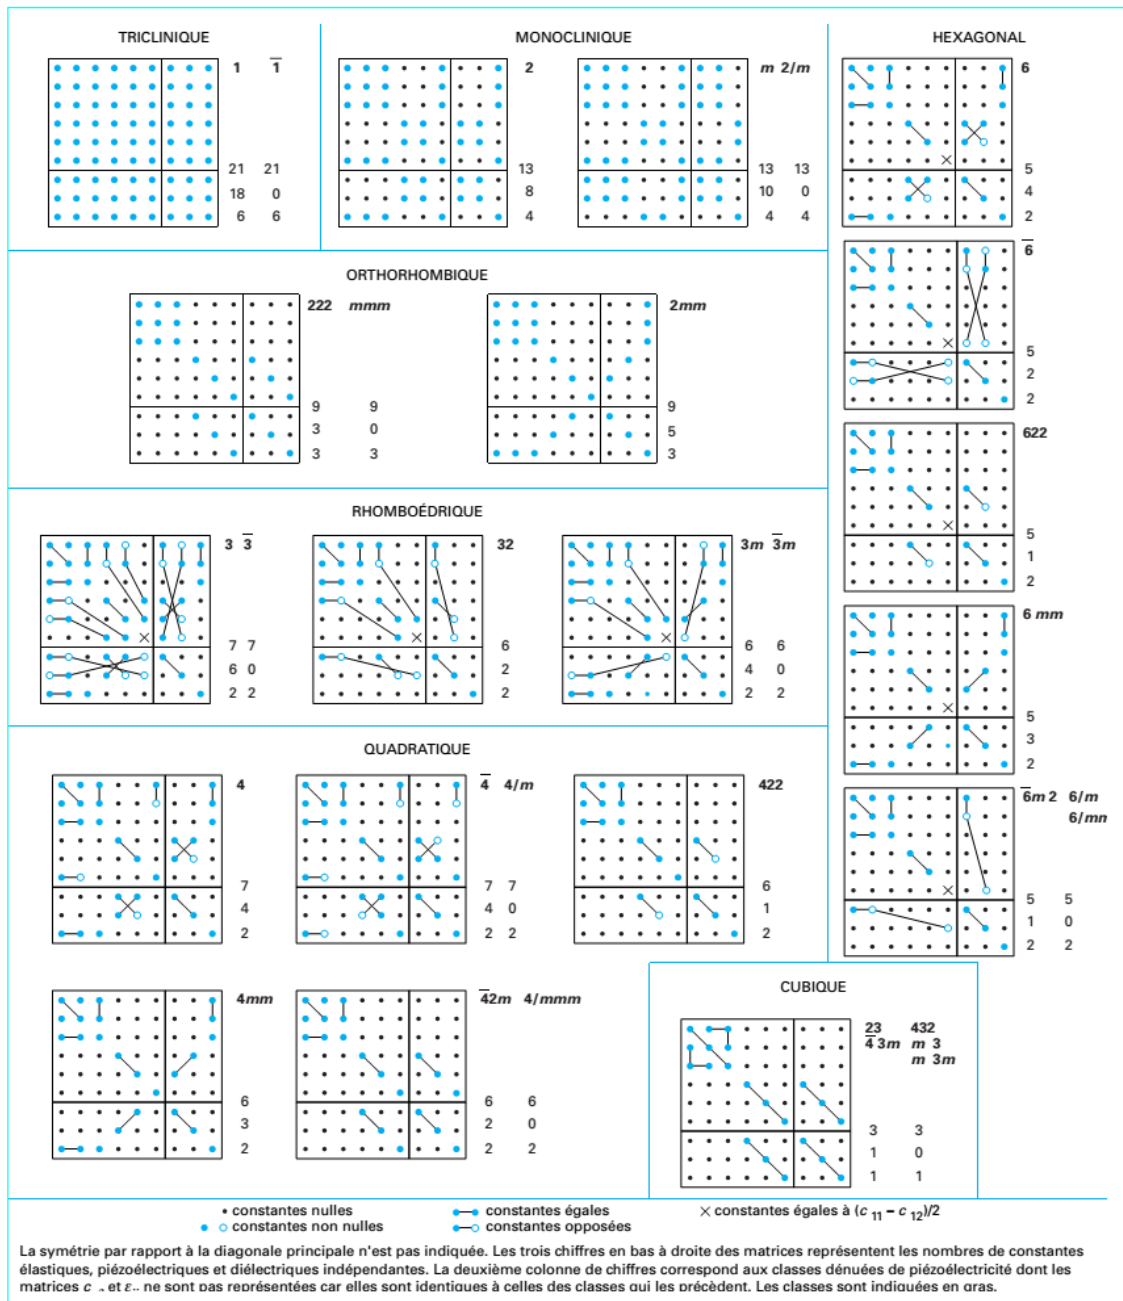 TRICLINIQUE
1 1̅
21 21
18 0
6 6
MONOCLINIQUE
2
13
8
4
m 2/m
13 13
10 0
4 4
HEXAGONAL
6
5
4
2
6̅
5
2
2
622
5
1
2
6 mm
5
3
2
6̅m 2 6/m
6/mm
5 5
1 0
2 2
ORTHORHOMBIQUE
222 mmm
9 9
3 0
3 3
2mm
9
5
3
RHOMBOÉDRIQUE
3 3̅
7 7
6 0
2 2
32
6
2
2
3m 3̅m
6 6
4 0
2 2
QUADRATIQUE
4
7
4
2
4̅ 4/m
7 7
4 0
2 2
422
6
1
2
4mm
6
3
2
4̅2m 4/mmm
6 6
2 0
2 2
CUBIQUE
23 432
4̅ 3m m 3
m 3m
3 3
1 0
1 1
constantes nulles
constantes non nulles
constantes égales
constantes opposées
constantes égales à (c 11 – c 12)/2
La symétrie par rapport à la diagonale principale n'est pas indiquée. Les trois chiffres en bas à droite des matrices représentent les nombres de constantes
élastiques, piézoélectriques et diélectriques indépendantes. La deuxième colonne de chiffres correspond aux classes dénuées de piézoélectricité dont les
matrices c et ε ne sont pas représentées car elles sont identiques à celles des classes qui les précèdent. Les classes sont indiquées en gras.